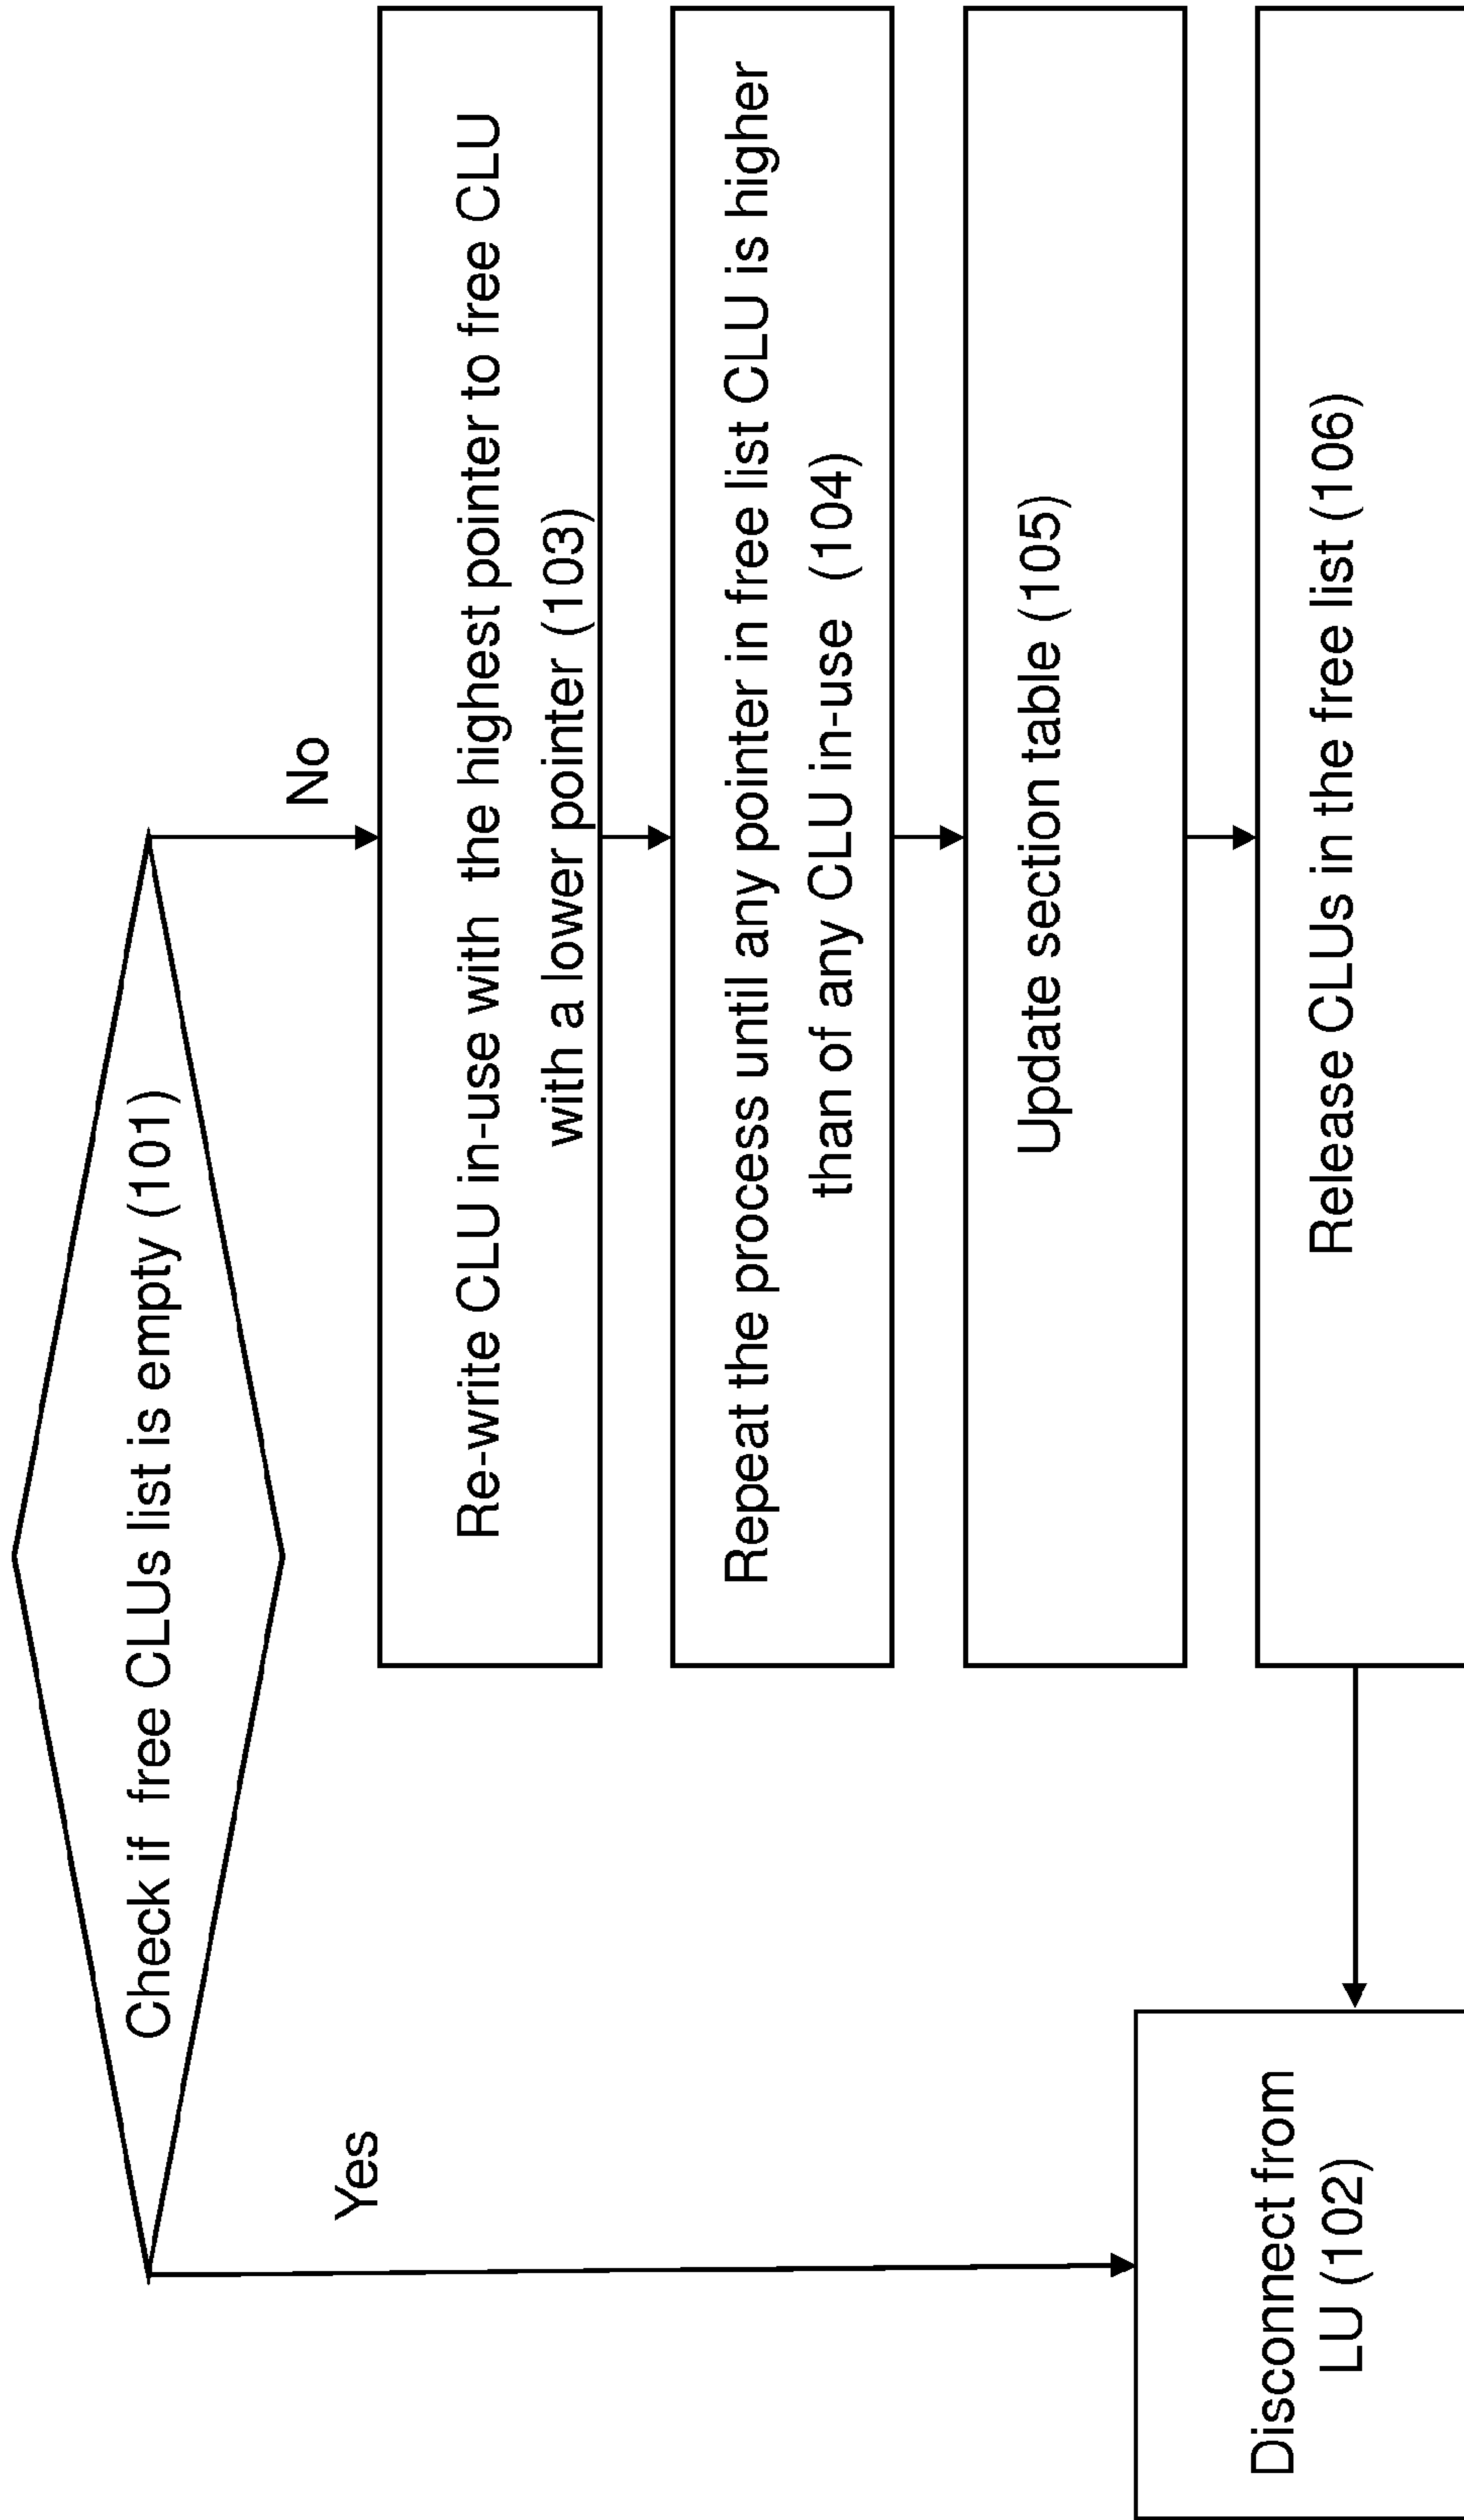 Check if free CLUs list is empty (101)
Yes
No
Re-write CLU in-use with the highest pointer to free CLU
with a lower pointer (103)
Repeat the process until any pointer in free list CLU is higher
than of any CLU in-use (104)
Update section table (105)
Release CLUs in the free list (106)
Disconnect from
LU (102)